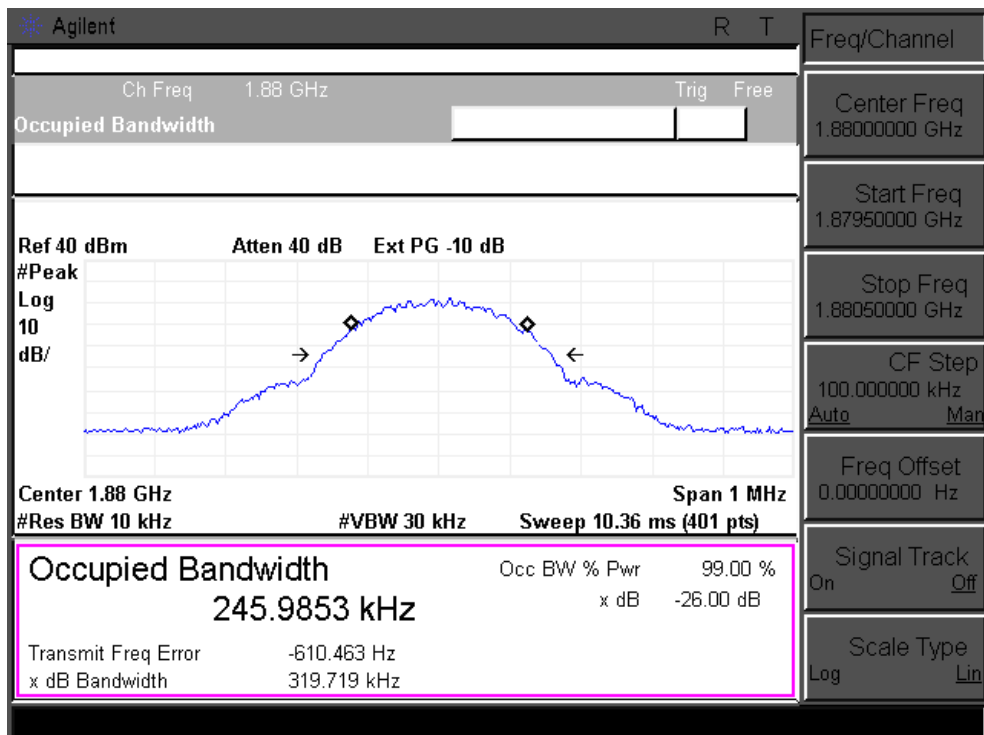 Agilent R T
Ch Freq 1.88 GHz Trig Free
Occupied Bandwidth
Ref 40 dBm Atten 40 dB Ext PG -10 dB
#Peak
Log
10
dB/
Center 1.88 GHz Span 1 MHz
#Res BW 10 kHz #VBW 30 kHz Sweep 10.36 ms (401 pts)
Occupied Bandwidth
245.9853 kHz
Occ BW % Pwr 99.00 %
x dB -26.00 dB
Transmit Freq Error -610.463 Hz
x dB Bandwidth 319.719 kHz
Freq/Channel
Center Freq
1.88000000 GHz
Start Freq
1.87950000 GHz
Stop Freq
1.88050000 GHz
CF Step
100.000000 kHz
Auto Man
Freq Offset
0.00000000 Hz
Signal Track
On Off
Scale Type
Log Lin